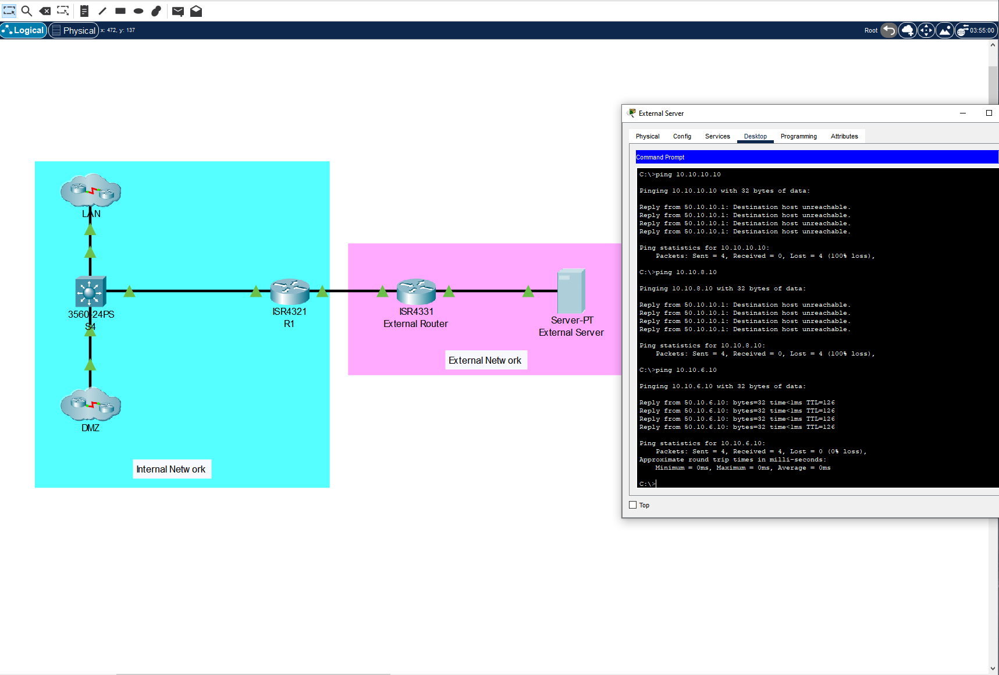 Logical
Physical
x: 472, y: 137
Root
03:55:00
LAN
3560-24PS
S4
DMZ
Internal Network
ISR4321
R1
ISR4331
External Router
Server-PT
External Server
External Network
External Server
Physical
Config
Services
Desktop
Programming
Attributes
Command Prompt
C:\>ping 10.10.10.10
Pinging 10.10.10.10 with 32 bytes of data:
Reply from 50.10.10.1: Destination host unreachable.
Reply from 50.10.10.1: Destination host unreachable.
Reply from 50.10.10.1: Destination host unreachable.
Reply from 50.10.10.1: Destination host unreachable.
Ping statistics for 10.10.10.10:
Packets: Sent = 4, Received = 0, Lost = 4 (100% loss),
C:\>ping 10.10.8.10
Pinging 10.10.8.10 with 32 bytes of data:
Reply from 50.10.10.1: Destination host unreachable.
Reply from 50.10.10.1: Destination host unreachable.
Reply from 50.10.10.1: Destination host unreachable.
Reply from 50.10.10.1: Destination host unreachable.
Ping statistics for 10.10.8.10:
Packets: Sent = 4, Received = 0, Lost = 4 (100% loss),
C:\>ping 10.10.6.10
Pinging 10.10.6.10 with 32 bytes of data:
Reply from 50.10.6.10: bytes=32 time<1ms TTL=126
Reply from 50.10.6.10: bytes=32 time<1ms TTL=126
Reply from 50.10.6.10: bytes=32 time<1ms TTL=126
Reply from 50.10.6.10: bytes=32 time<1ms TTL=126
Ping statistics for 10.10.6.10:
Packets: Sent = 4, Received = 4, Lost = 0 (0% loss),
Approximate round trip times in milli-seconds:
Minimum = 0ms, Maximum = 0ms, Average = 0ms
C:\>
Top